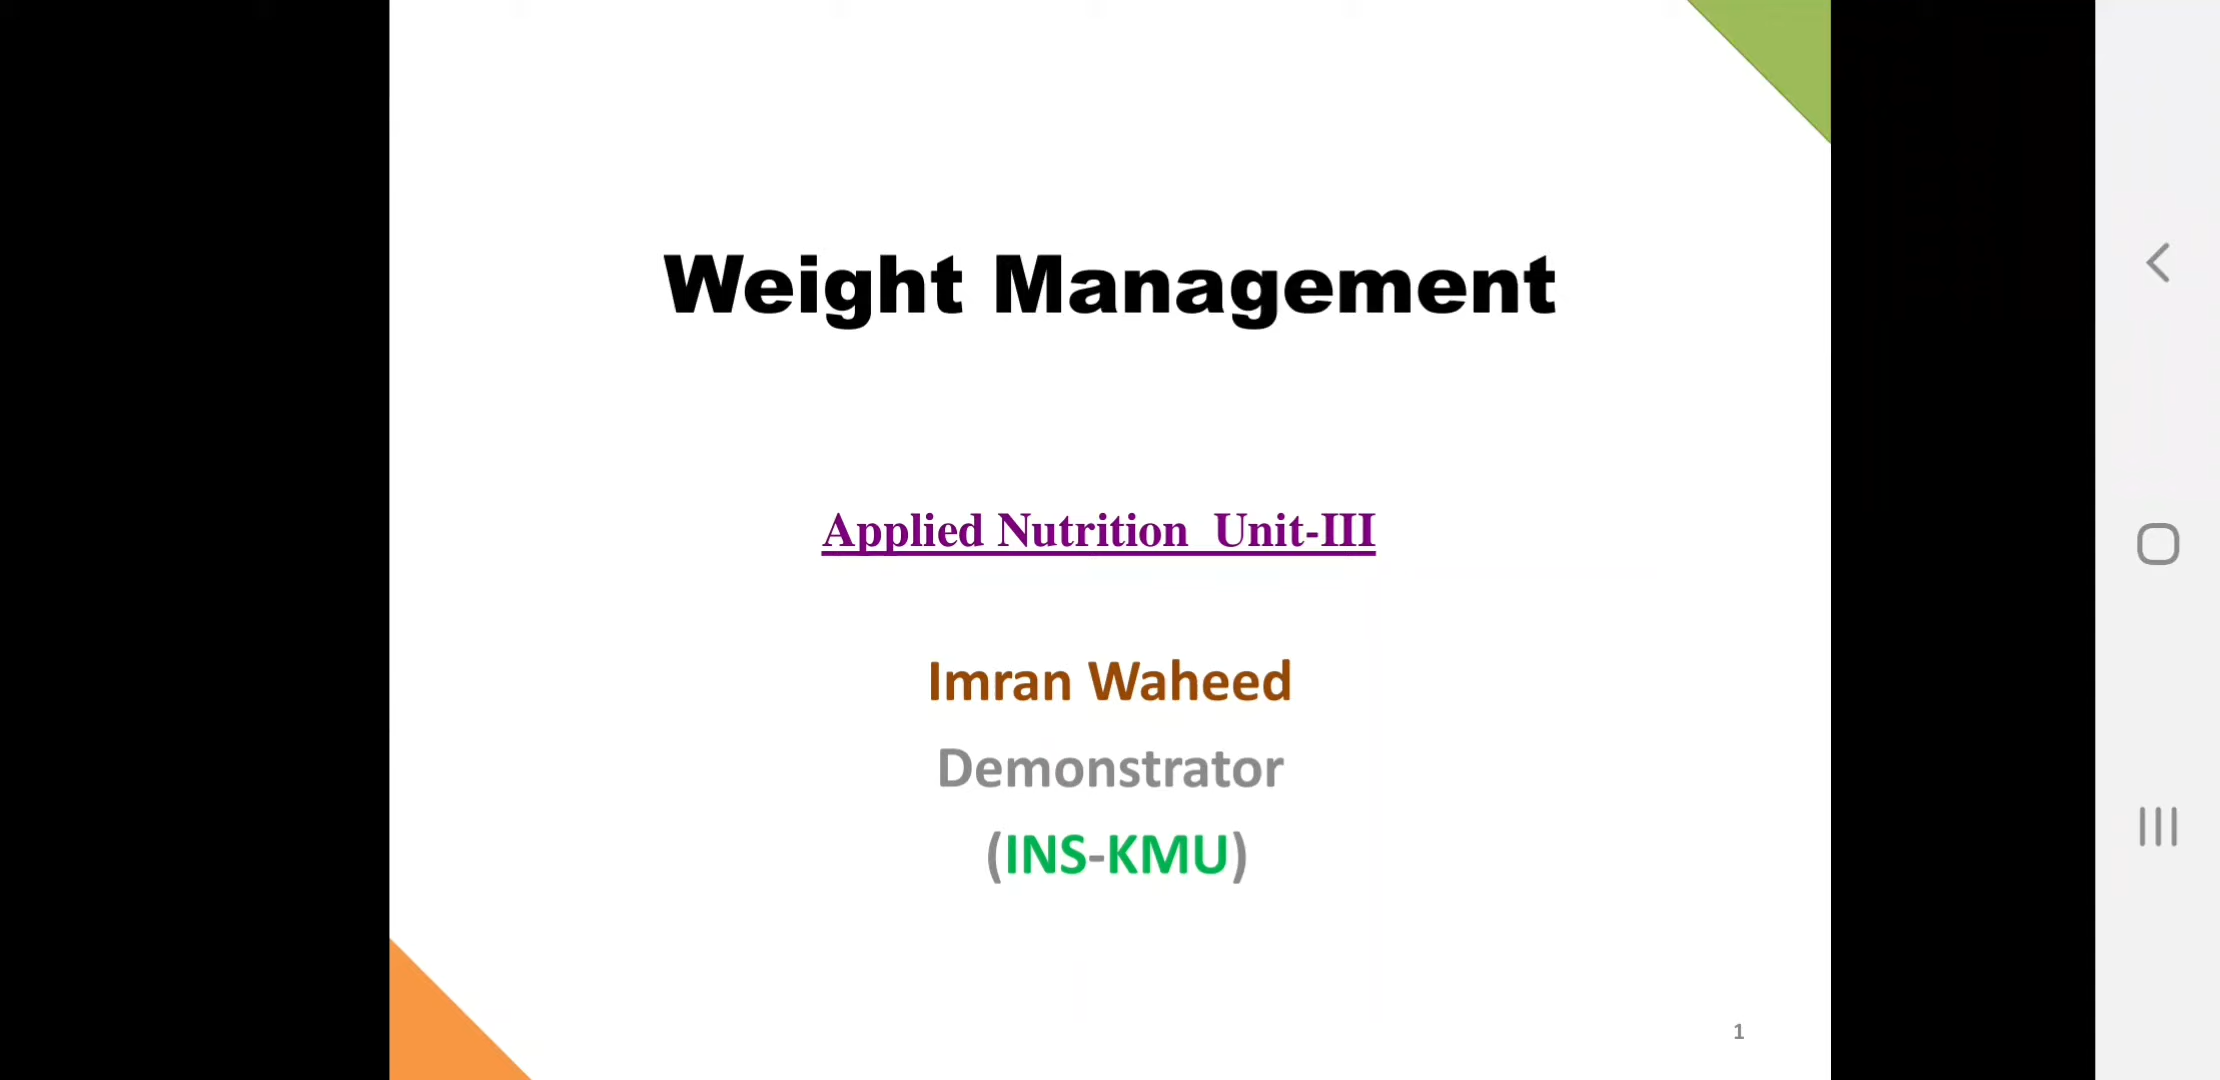 Weight Management
Applied Nutrition  Unit-III
Imran Waheed
Demonstrator
(INS-KMU)
1